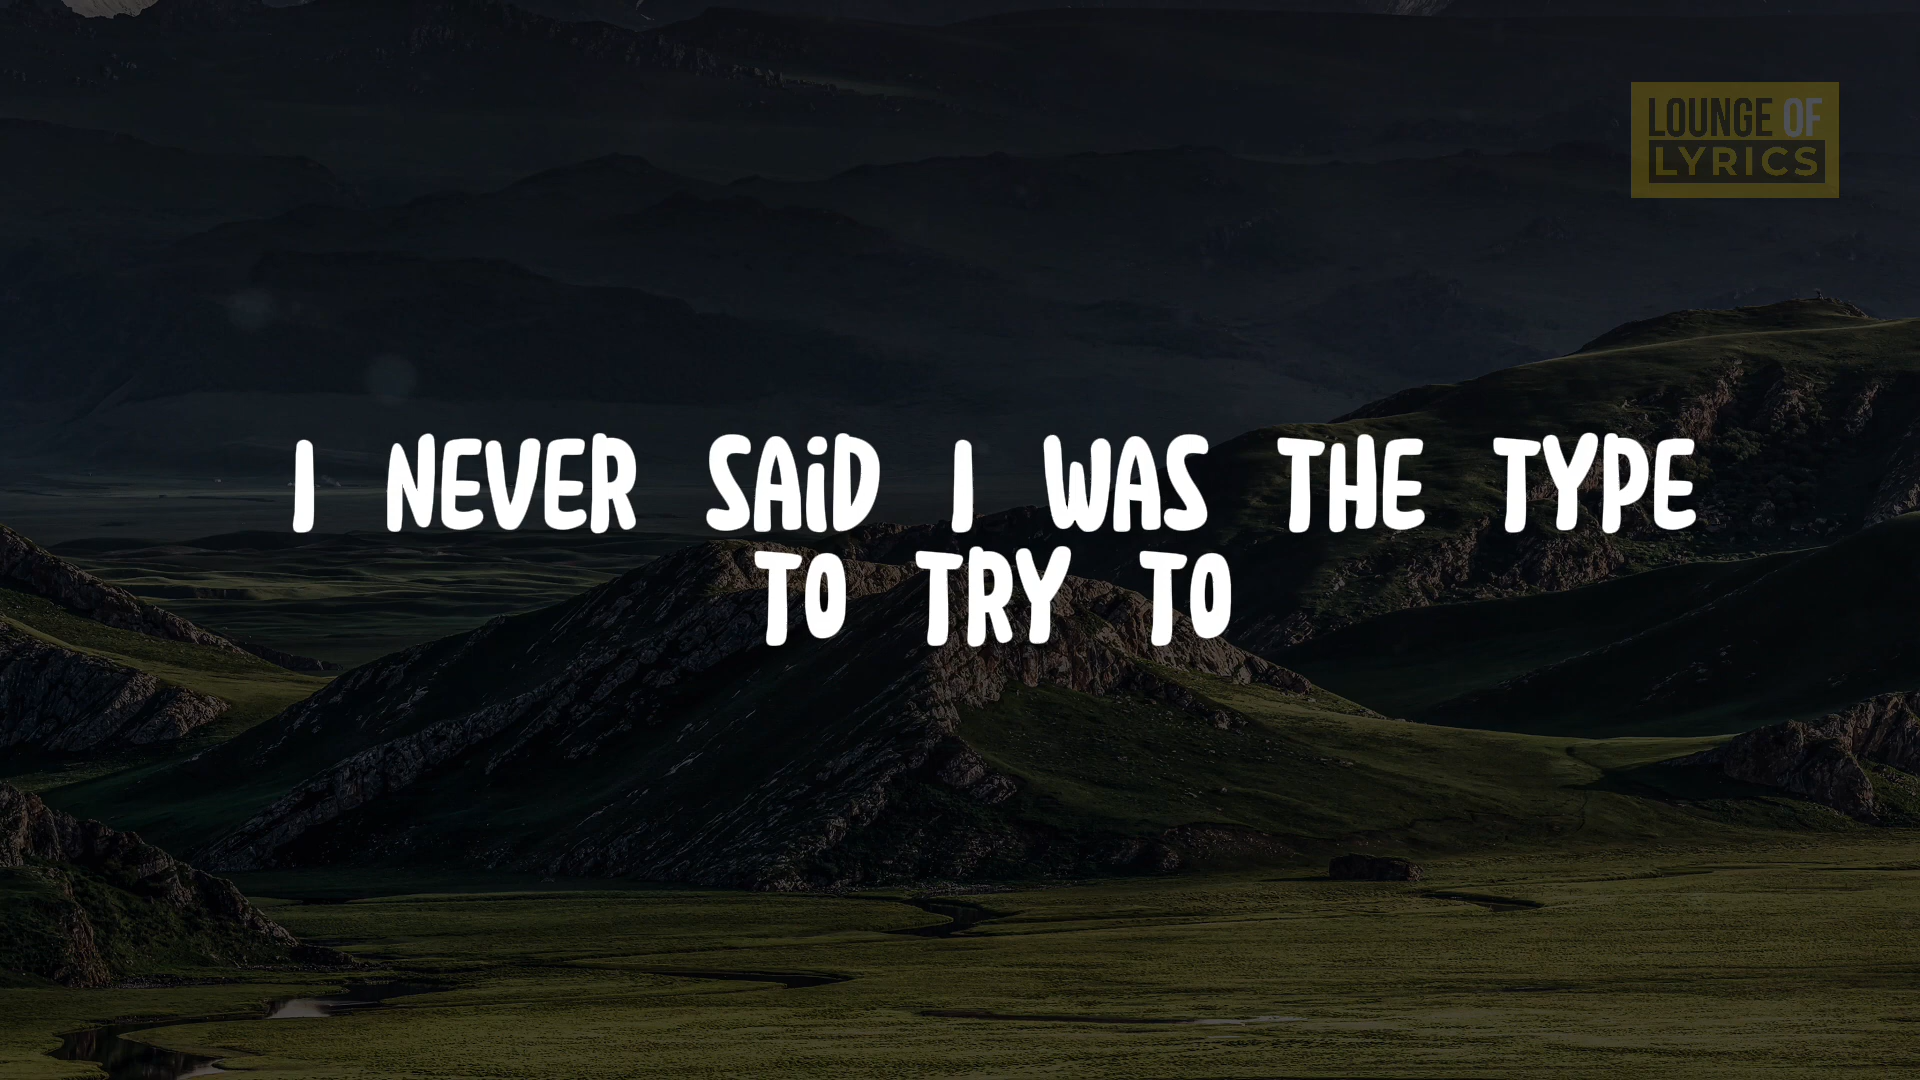 LOUNGE OF
LYRICS
I NEVER SAiD I WAS THE TYPE
TO TRY TO